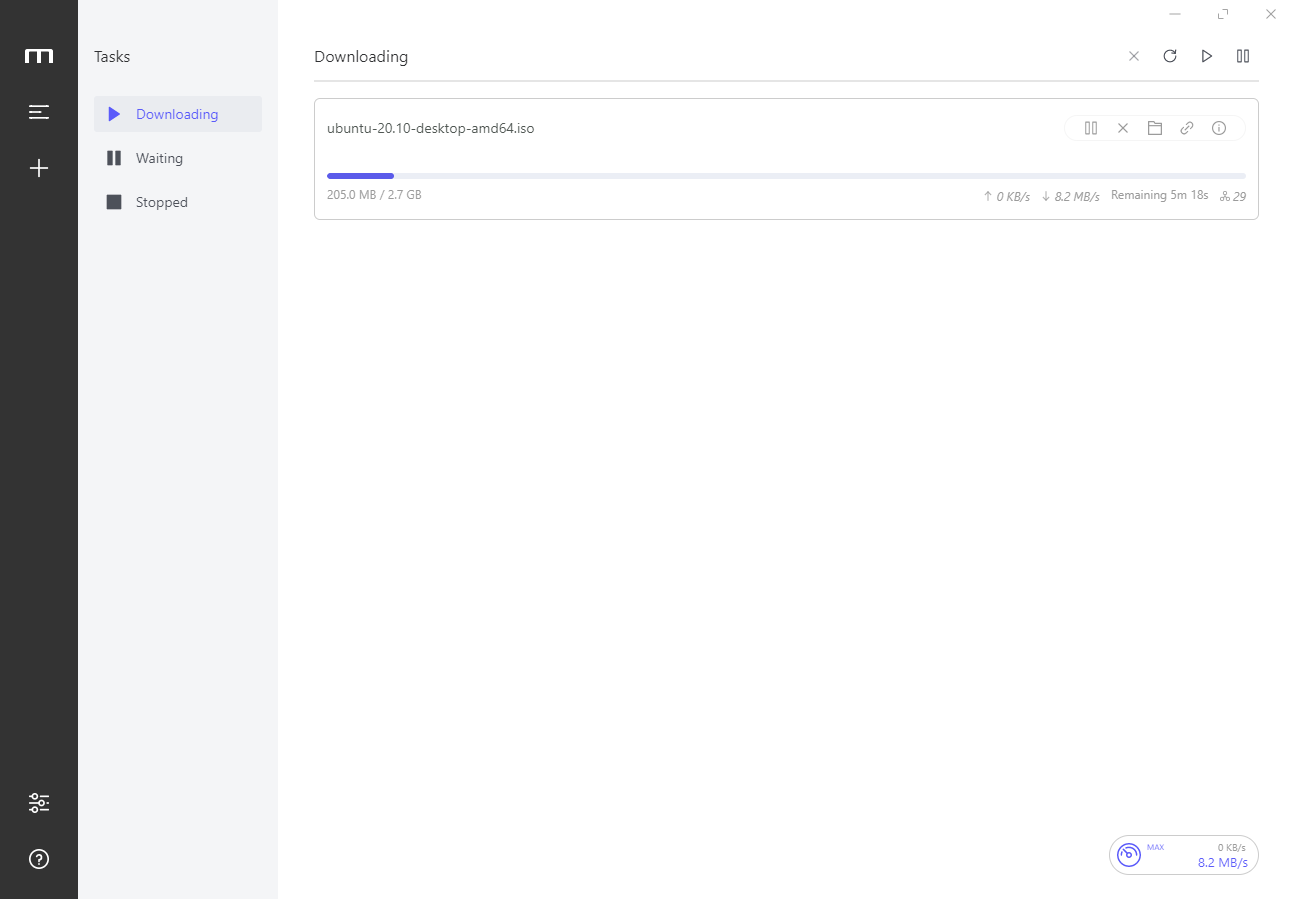 m
Tasks
Downloading
Waiting
Stopped
Downloading
ubuntu-20.10-desktop-amd64.iso
205.0 MB / 2.7 GB
↑ 0 KB/s ↓ 8.2 MB/s Remaining 5m 18s 29
MAX 0 KB/s
8.2 MB/s